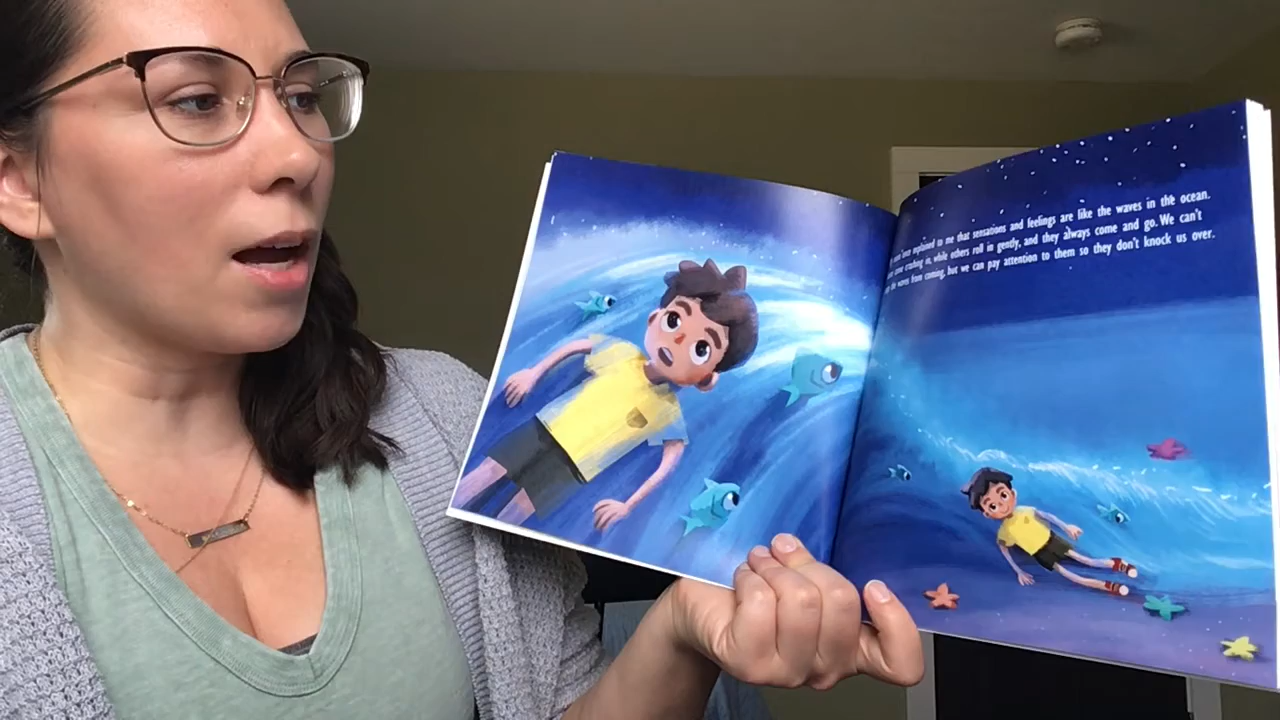 explained to me that sensations and feelings are like the waves in the ocean.
come crashing in, while others roll in gently, and they always come and go. We can't
the waves from coming, but we can pay attention to them so they don't knock us over.